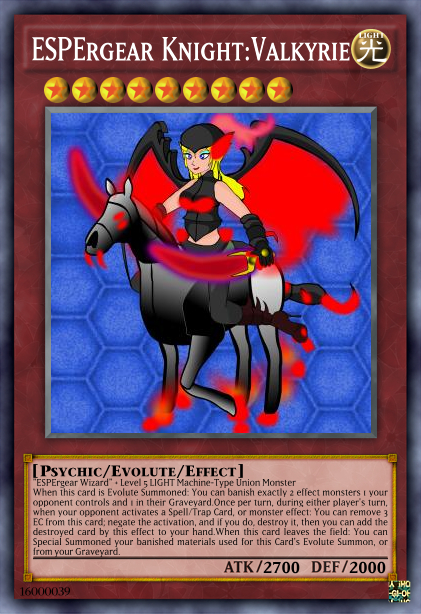 ESPErgear Knight:Valkyrie
LIGHT
光
[Psychic/Evolute/Effect]
"ESPErgear Wizard" + Level 5 LIGHT Machine-Type Union Monster
When this card is Evolute Summoned: You can banish exactly 2 effect monsters 1 your
opponent controls and 1 in their Graveyard.Once per turn, during either player's turn,
when your opponent activates a Spell/Trap Card, or monster effect: You can remove 3
EC from this card; negate the activation, and if you do, destroy it, then you can add the
destroyed card by this effect to your hand.When this card leaves the field: You can
Special Summoned your banished materials used for this Card's Evolute Summon, or
from your Graveyard.
ATK/2700 DEF/2000
16000039